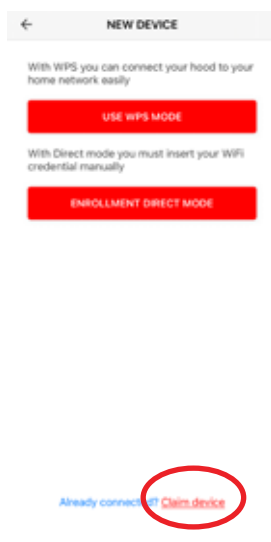 NEW DEVICE
With WPS you can connect your hood to your
home network easily
USE WPS MODE
With Direct mode you must insert your WiFi
credential manually
ENROLLMENT DIRECT MODE
Already connected? Claim device